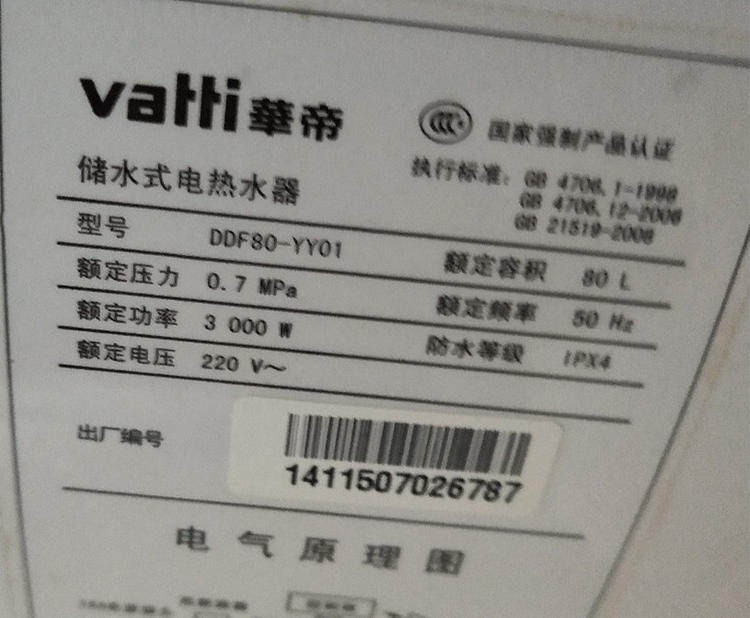 vatti華帝
国家强制产品认证
储水式电热水器
执行标准: GB 4706.1-1998
GB 4706.12-2006
GB 21519-2008
型号 DDF80-YY01 额定容积 80 L
额定压力 0.7 MPa 额定频率 50 Hz
额定功率 3 000 W 防水等级 IPX4
额定电压 220 V～
出厂编号
1411507026787
电气原理图